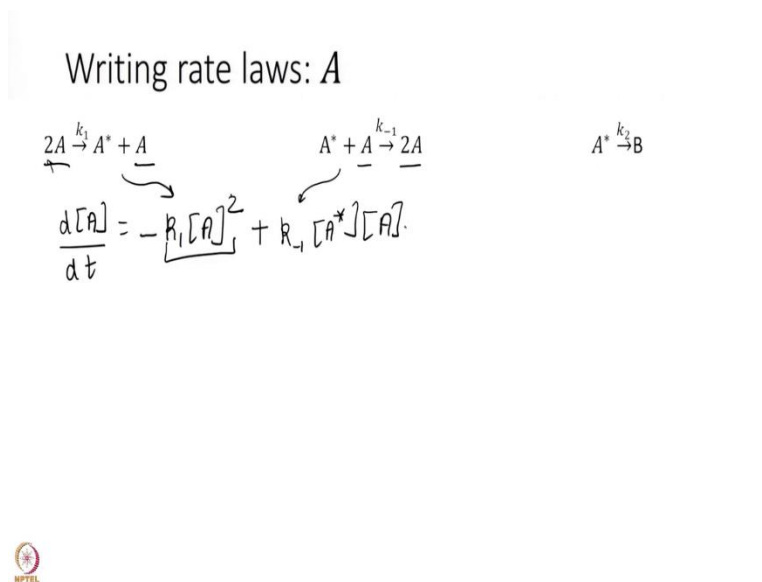 Writing rate laws: A
2A →k₁ A* + A    A* + A →k₋₁ 2A    A* →k₂ B
d[A]/dt = - k₁[A]² + k₋₁[A*][A].
NPTEL